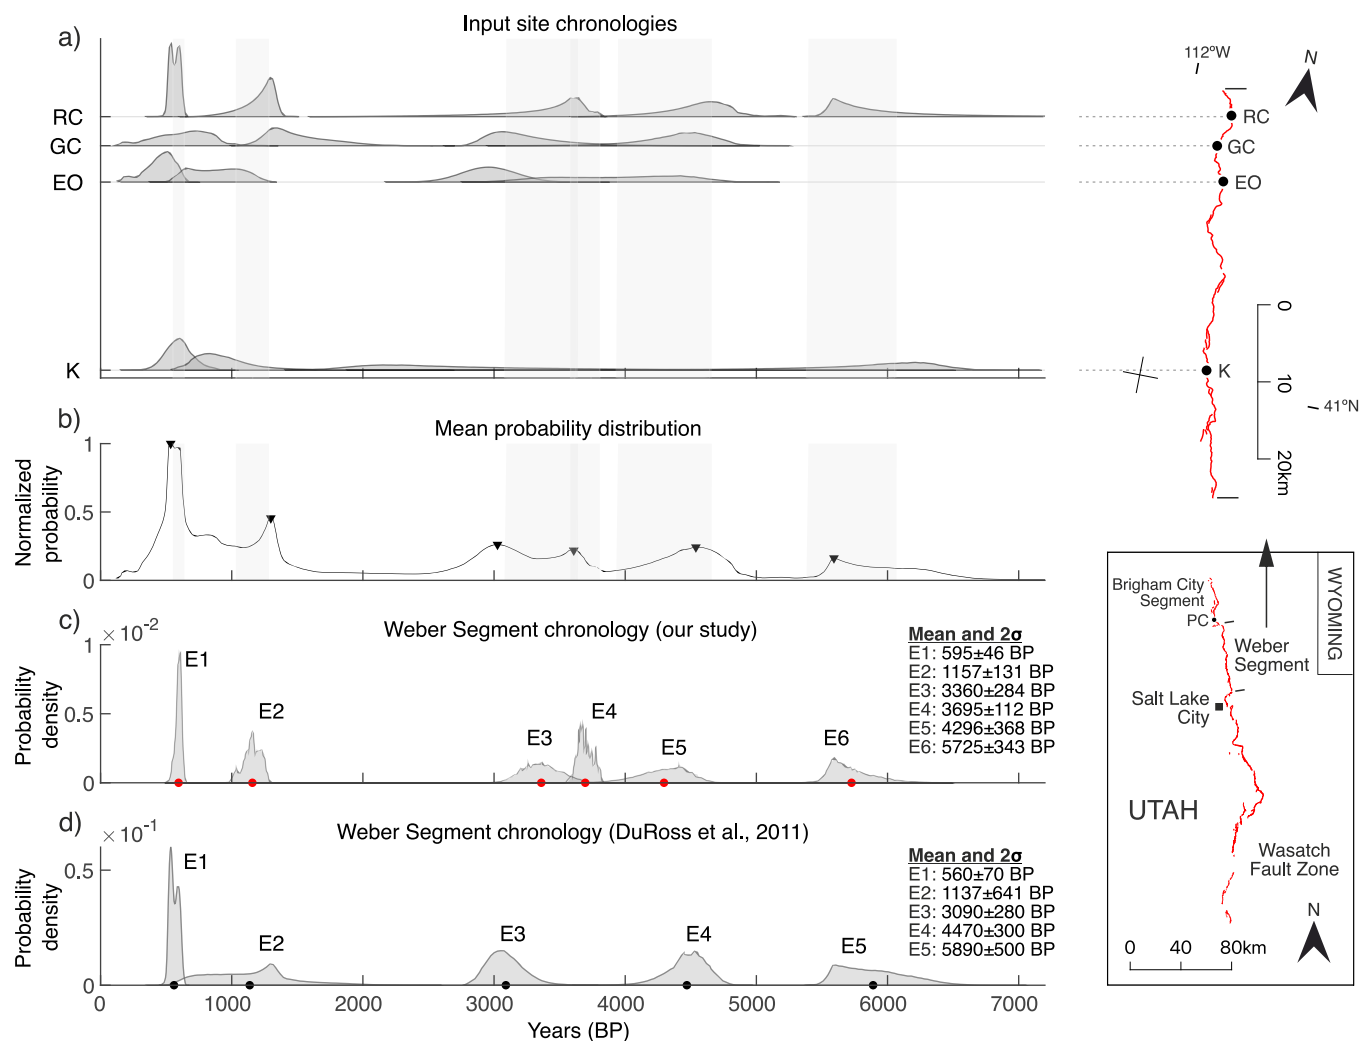 Input site chronologies
a)
RC
GC
EO
K
112°W
N
RC
GC
EO
K
0
10
20km
41°N
b)
Mean probability distribution
Normalized
probability
1
0.5
0
c)
× 10⁻²
Weber Segment chronology (our study)
Probability
density
1
0.5
0
E1
E2
E3
E4
E5
E6
Mean and 2σ
E1: 595±46 BP
E2: 1157±131 BP
E3: 3360±284 BP
E4: 3695±112 BP
E5: 4296±368 BP
E6: 5725±343 BP
d)
× 10⁻¹
Weber Segment chronology (DuRoss et al., 2011)
Probability
density
0.5
0
E1
E2
E3
E4
E5
Mean and 2σ
E1: 560±70 BP
E2: 1137±641 BP
E3: 3090±280 BP
E4: 4470±300 BP
E5: 5890±500 BP
0 1000 2000 3000 4000 5000 6000 7000
Years (BP)
WYOMING
Brigham City
Segment
PC
Weber
Segment
Salt Lake
City
UTAH
Wasatch
Fault Zone
N
0 40 80km